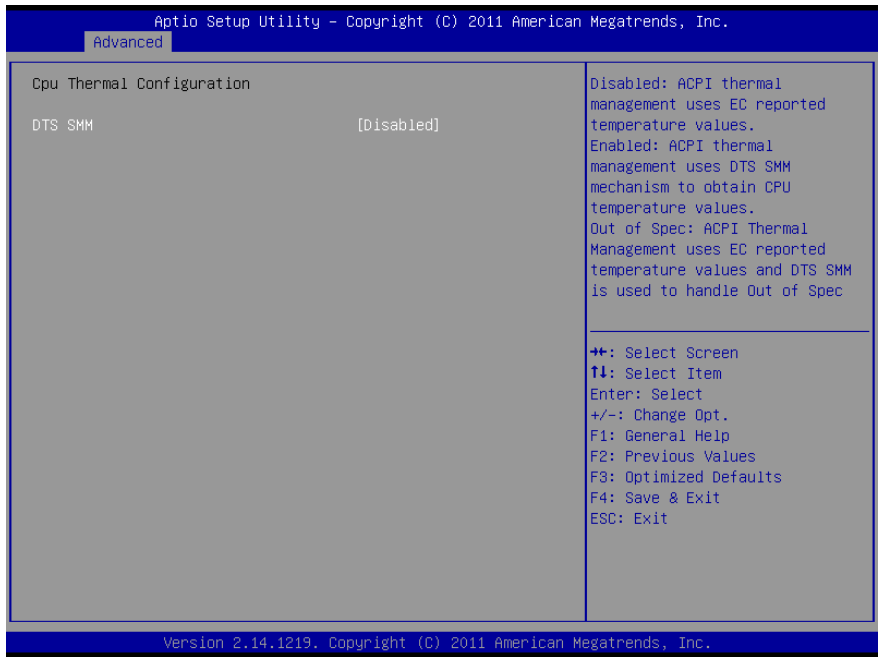 Aptio Setup Utility – Copyright (C) 2011 American Megatrends, Inc.
Advanced
Cpu Thermal Configuration
DTS SMM [Disabled]
Disabled: ACPI thermal
management uses EC reported
temperature values.
Enabled: ACPI thermal
management uses DTS SMM
mechanism to obtain CPU
temperature values.
Out of Spec: ACPI Thermal
Management uses EC reported
temperature values and DTS SMM
is used to handle Out of Spec
→←: Select Screen
↑↓: Select Item
Enter: Select
+/-: Change Opt.
F1: General Help
F2: Previous Values
F3: Optimized Defaults
F4: Save & Exit
ESC: Exit
Version 2.14.1219. Copyright (C) 2011 American Megatrends, Inc.